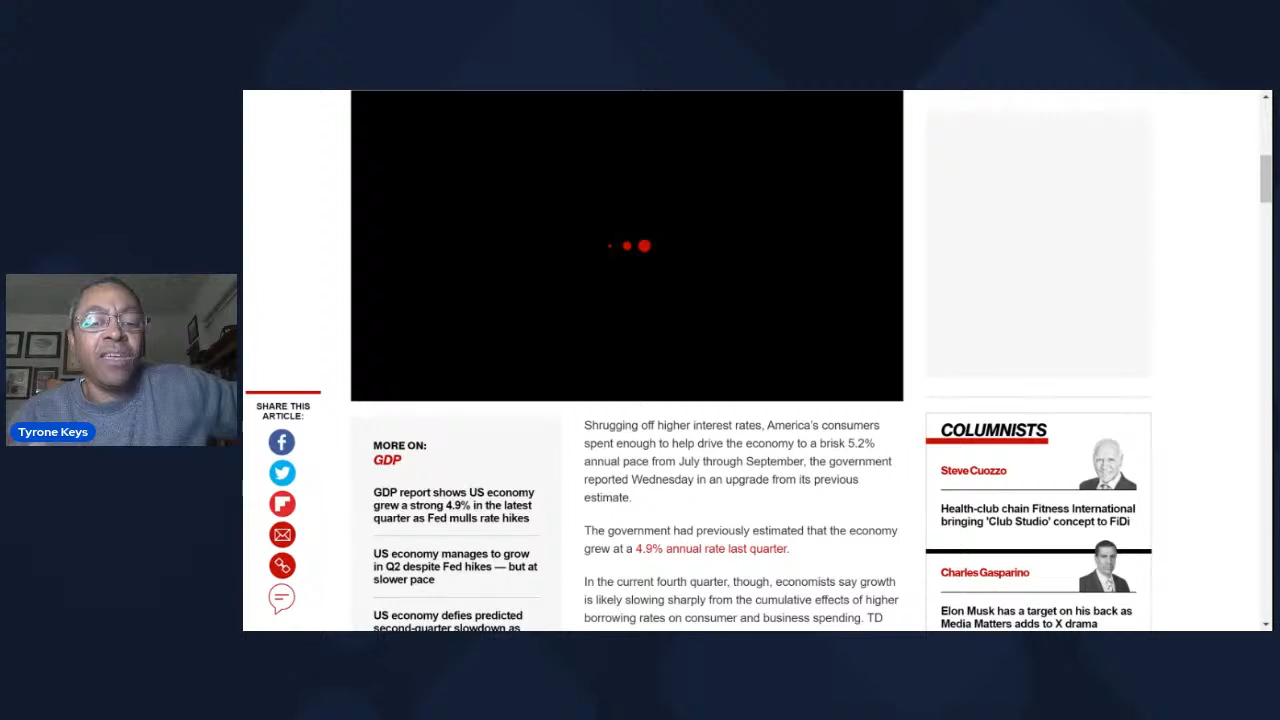 Tyrone Keys
SHARE THIS
ARTICLE:
MORE ON:
GDP
GDP report shows US economy
grew a strong 4.9% in the latest
quarter as Fed mulls rate hikes
US economy manages to grow
in Q2 despite Fed hikes — but at
slower pace
US economy defies predicted
second-quarter slowdown as
Shrugging off higher interest rates, America's consumers
spent enough to help drive the economy to a brisk 5.2%
annual pace from July through September, the government
reported Wednesday in an upgrade from its previous
estimate.
The government had previously estimated that the economy
grew at a 4.9% annual rate last quarter.
In the current fourth quarter, though, economists say growth
is likely slowing sharply from the cumulative effects of higher
borrowing rates on consumer and business spending. TD
COLUMNISTS
Steve Cuozzo
Health-club chain Fitness International
bringing 'Club Studio' concept to FiDi
Charles Gasparino
Elon Musk has a target on his back as
Media Matters adds to X drama